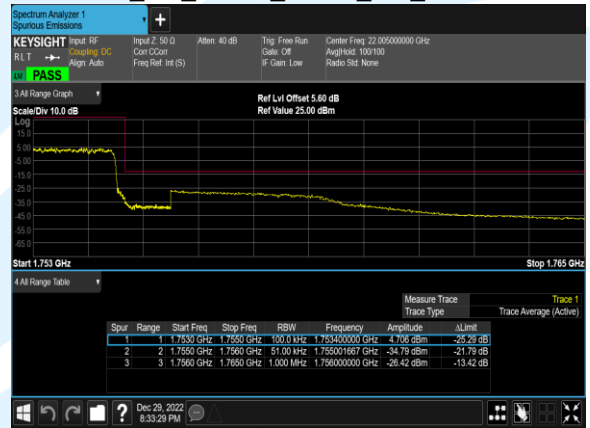 Spectrum Analyzer 1
Spurious Emissions
KEYSIGHT Input: RF Input Z: 50 Ω Atten: 40 dB Trig: Free Run Center Freq: 22.005000000 GHz
RLT Coupling: DC Corr CCorr Gate: Off Avg|Hold: 100/100
Align: Auto Freq Ref: Int (S) IF Gain: Low Radio Std: None
PASS
3 All Range Graph
Ref Lvl Offset 5.60 dB
Scale/Div 10.0 dB Ref Value 25.00 dBm
Log
15.0
5.00
-5.00
-15.0
-25.0
-35.0
-45.0
-55.0
-65.0
Start 1.753 GHz Stop 1.765 GHz
4 All Range Table
Measure Trace Trace 1
Trace Type Trace Average (Active)
Spur Range Start Freq Stop Freq RBW Frequency Amplitude ΔLimit
1 1 1.7530 GHz 1.7550 GHz 100.0 kHz 1.753400000 GHz 4.706 dBm -25.29 dB
2 2 1.7550 GHz 1.7560 GHz 51.00 kHz 1.755001667 GHz -34.79 dBm -21.79 dB
3 3 1.7560 GHz 1.7650 GHz 1.000 MHz 1.756000000 GHz -26.42 dBm -13.42 dB
? Dec 29, 2022
8:33:29 PM